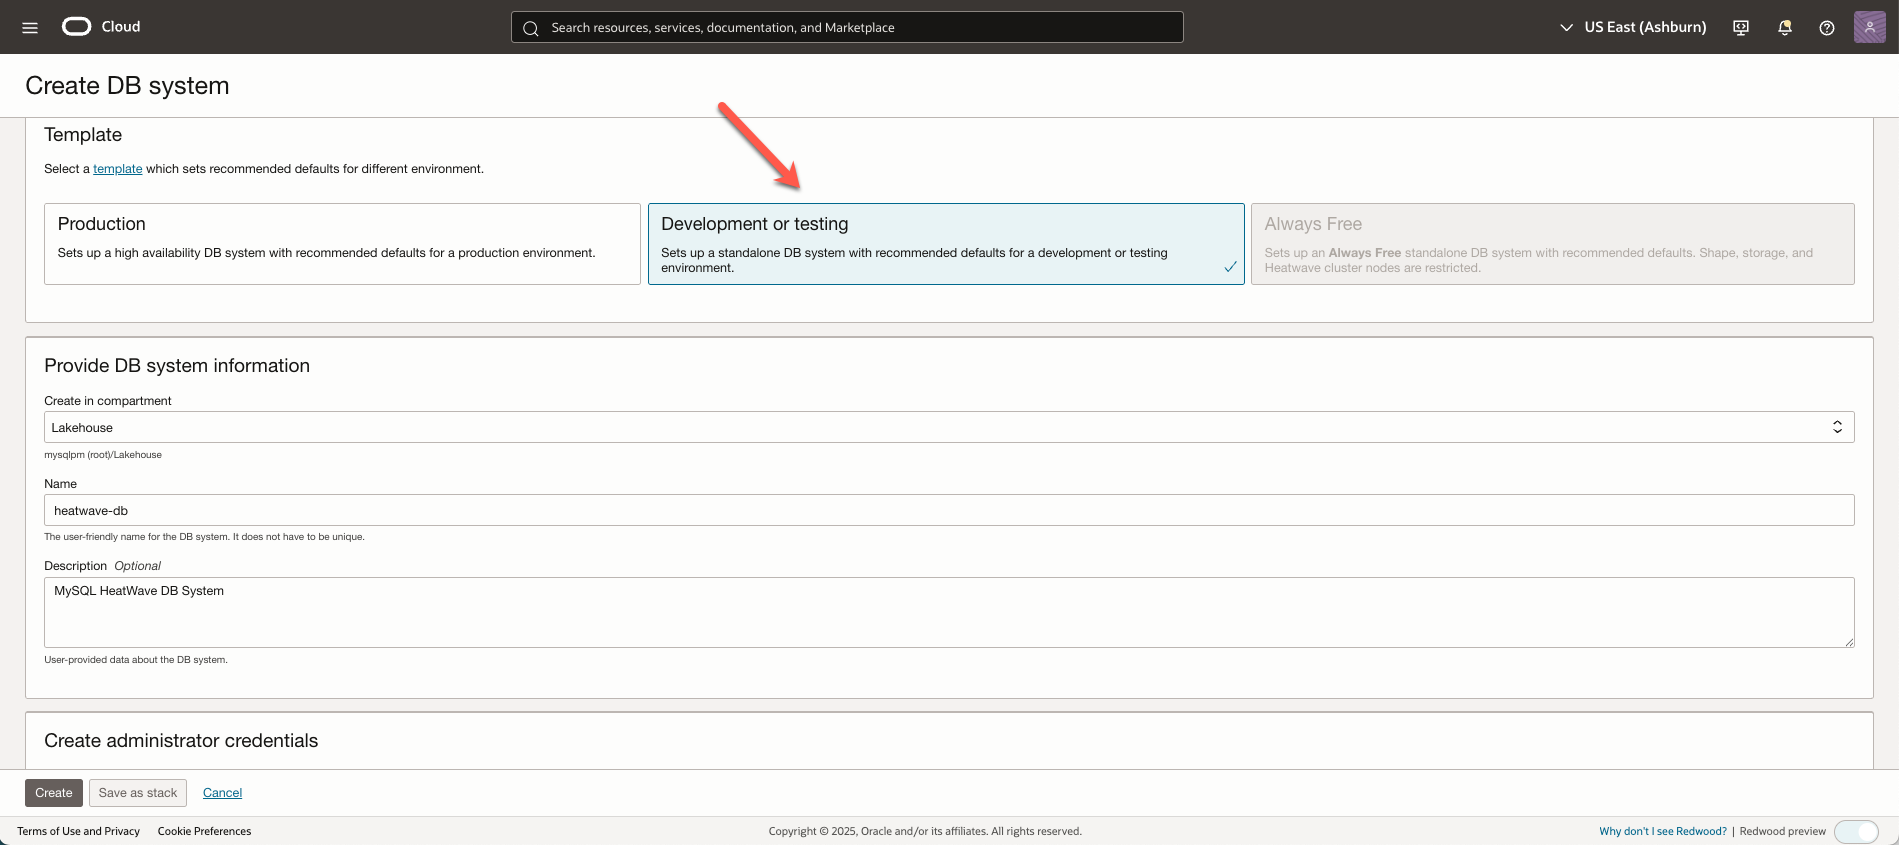 Cloud
Search resources, services, documentation, and Marketplace
US East (Ashburn)
Create DB system
Template
Select a template which sets recommended defaults for different environment.
Production
Sets up a high availability DB system with recommended defaults for a production environment.
Development or testing
Sets up a standalone DB system with recommended defaults for a development or testing
environment.
Always Free
Sets up an Always Free standalone DB system with recommended defaults. Shape, storage, and
Heatwave cluster nodes are restricted.
Provide DB system information
Create in compartment
Lakehouse
mysqlpm (root)/Lakehouse
Name
heatwave-db
The user-friendly name for the DB system. It does not have to be unique.
Description Optional
MySQL HeatWave DB System
User-provided data about the DB system.
Create administrator credentials
Create
Save as stack
Cancel
Terms of Use and Privacy
Cookie Preferences
Copyright © 2025, Oracle and/or its affiliates. All rights reserved.
Why don't I see Redwood? | Redwood preview